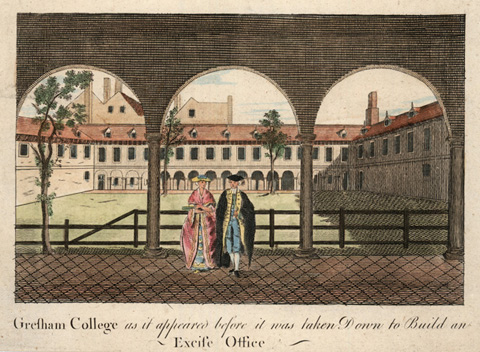 Greſham College as it appeared before it was taken Down to Build an
Exciſe Office